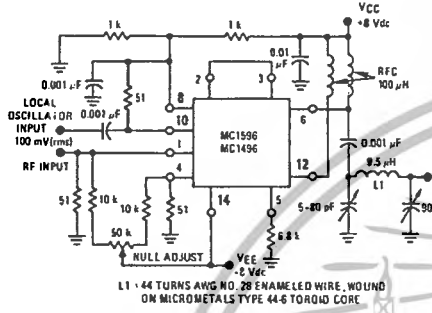 1 k
1 k
VCC
+8 Vdc
0.01
µF
RFC
100 µH
0.001 µF
51
2
3
8
6
LOCAL
OSCILLATOR
INPUT
100 mV(rms)
0.002 µF
10
MC1596
MC1496
0.001 µF
RF INPUT
1
12
9.5 µH
L1
4
14
5
51
10 k
10 k
51
5-80 pF
90
50 k
6.8 k
NULL ADJUST
VEE
-8 Vdc
L1 = 44 TURNS AWG NO. 28 ENAMELED WIRE, WOUND
ON MICROMETALS TYPE 44-6 TOROID CORE